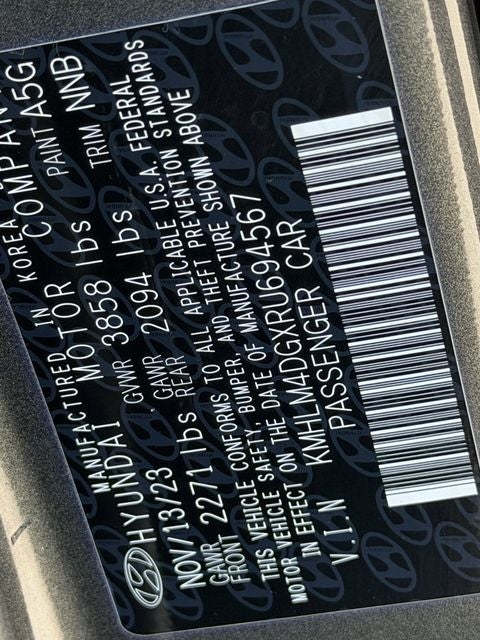 MANUFACTURED IN KOREA
HYUNDAI MOTOR COMPAN
NOV/13/23 GVWR 3858 lbs PAINT A5G
GAWR FRONT 2271 lbs GAWR REAR 2094 lbs TRIM NNB
THIS VEHICLE CONFORMS TO ALL APPLICABLE U.S.A. FEDERAL
MOTOR VEHICLE SAFETY, BUMPER, AND THEFT PREVENTION STANDARDS
IN EFFECT ON THE DATE OF MANUFACTURE SHOWN ABOVE
V.I.N KMHLM4DGXRU694567
PASSENGER CAR